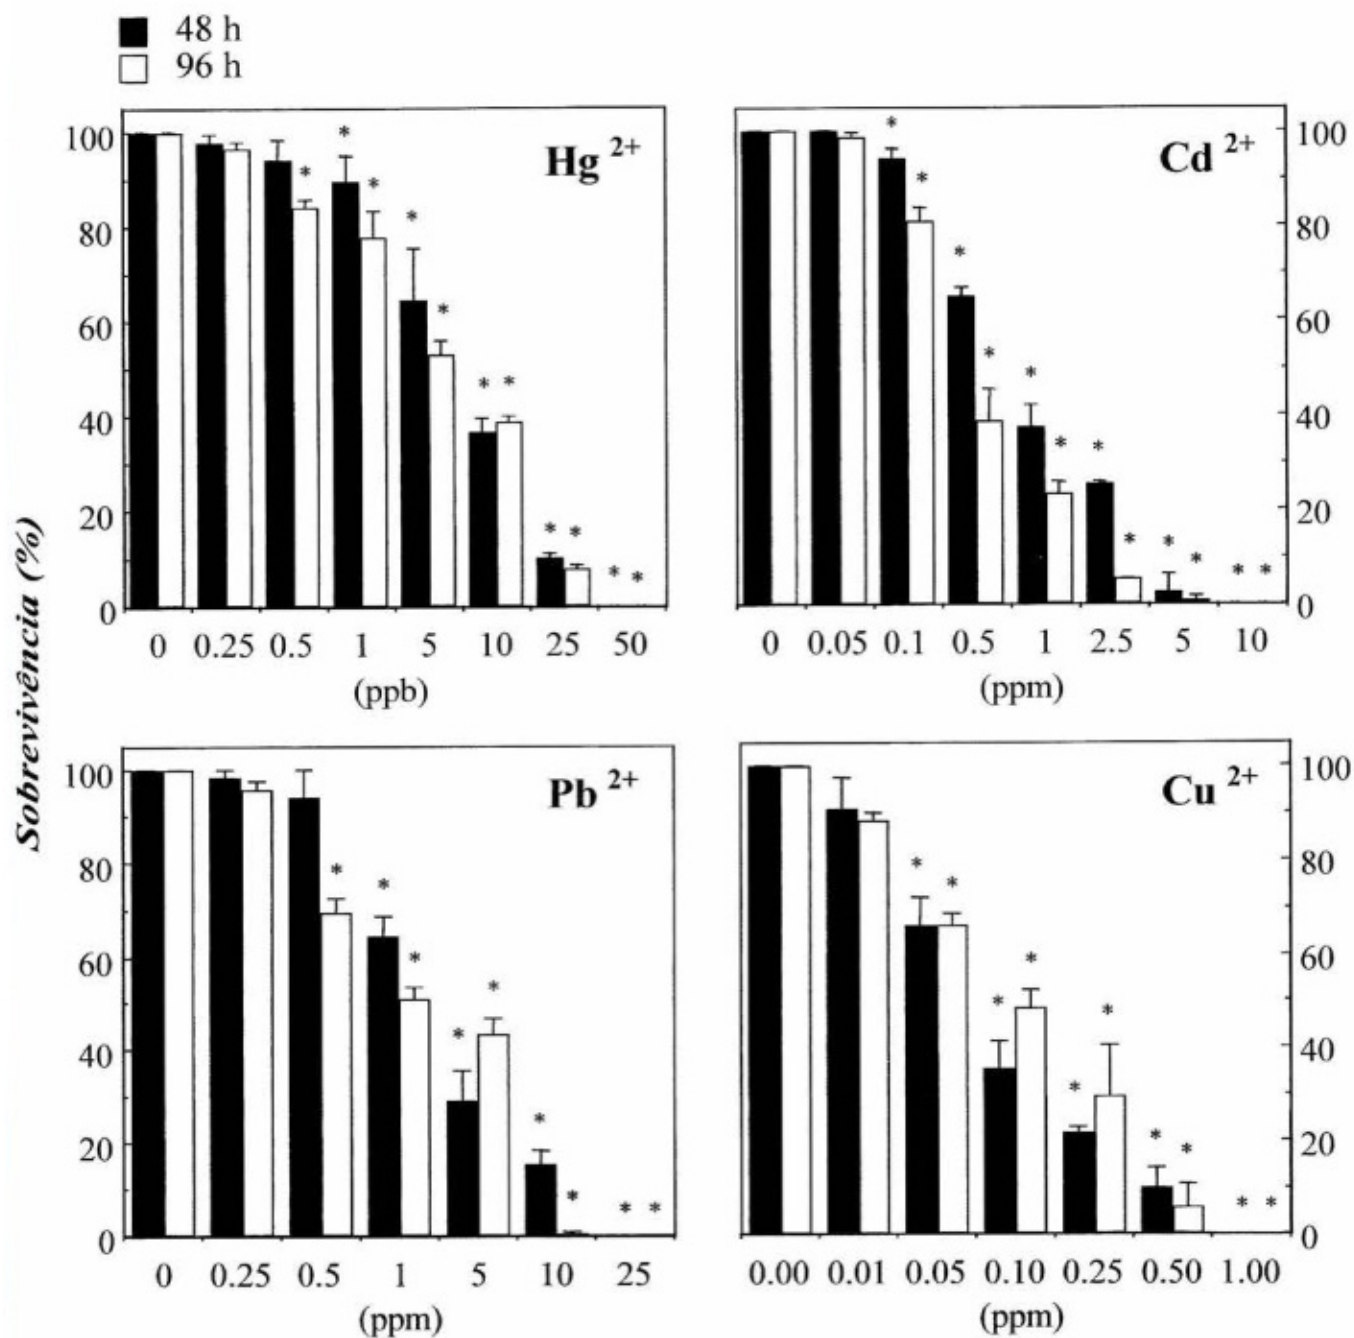 48 h
96 h
Sobrevivência (%)
Hg 2+
100
80
60
40
20
0
* * * * * * * * * * * *
0 0.25 0.5 1 5 10 25 50
(ppb)
Cd 2+
100
80
60
40
20
0
* * * * * * * * * * * *
0 0.05 0.1 0.5 1 2.5 5 10
(ppm)
Pb 2+
100
80
60
40
20
0
* * * * * * * * *
0 0.25 0.5 1 5 10 25
(ppm)
Cu 2+
100
80
60
40
20
0
* * * * * * * * * *
0.00 0.01 0.05 0.10 0.25 0.50 1.00
(ppm)